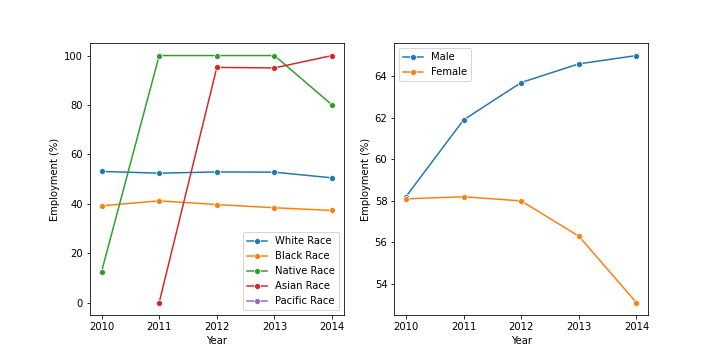 100
80
60
40
20
0
Employment (%)
2010 2011 2012 2013 2014
Year
White Race
Black Race
Native Race
Asian Race
Pacific Race
64
62
60
58
56
54
Employment (%)
2010 2011 2012 2013 2014
Year
Male
Female